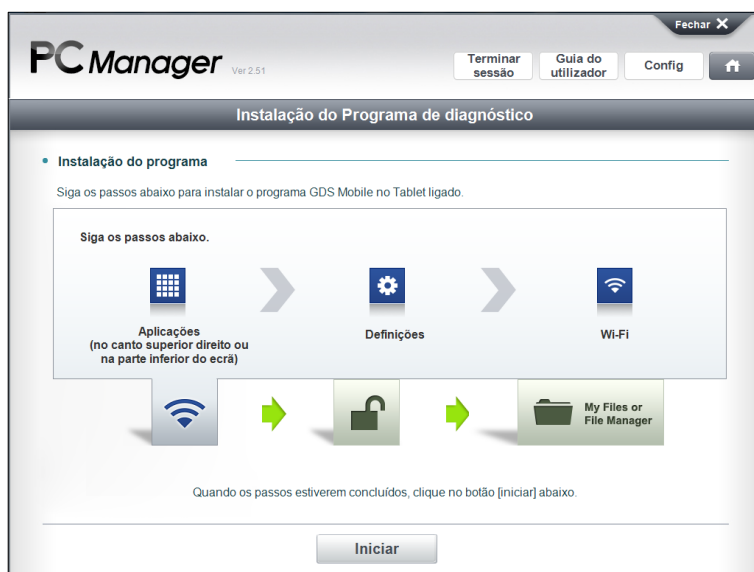 Fechar X
PC Manager Ver 2.51
Terminar sessão
Guia do utilizador
Config
Instalação do Programa de diagnóstico
Instalação do programa
Siga os passos abaixo para instalar o programa GDS Mobile no Tablet ligado.
Siga os passos abaixo.
Aplicações
(no canto superior direito ou
na parte inferior do ecrã)
Definições
Wi-Fi
My Files or
File Manager
Quando os passos estiverem concluídos, clique no botão [iniciar] abaixo.
Iniciar